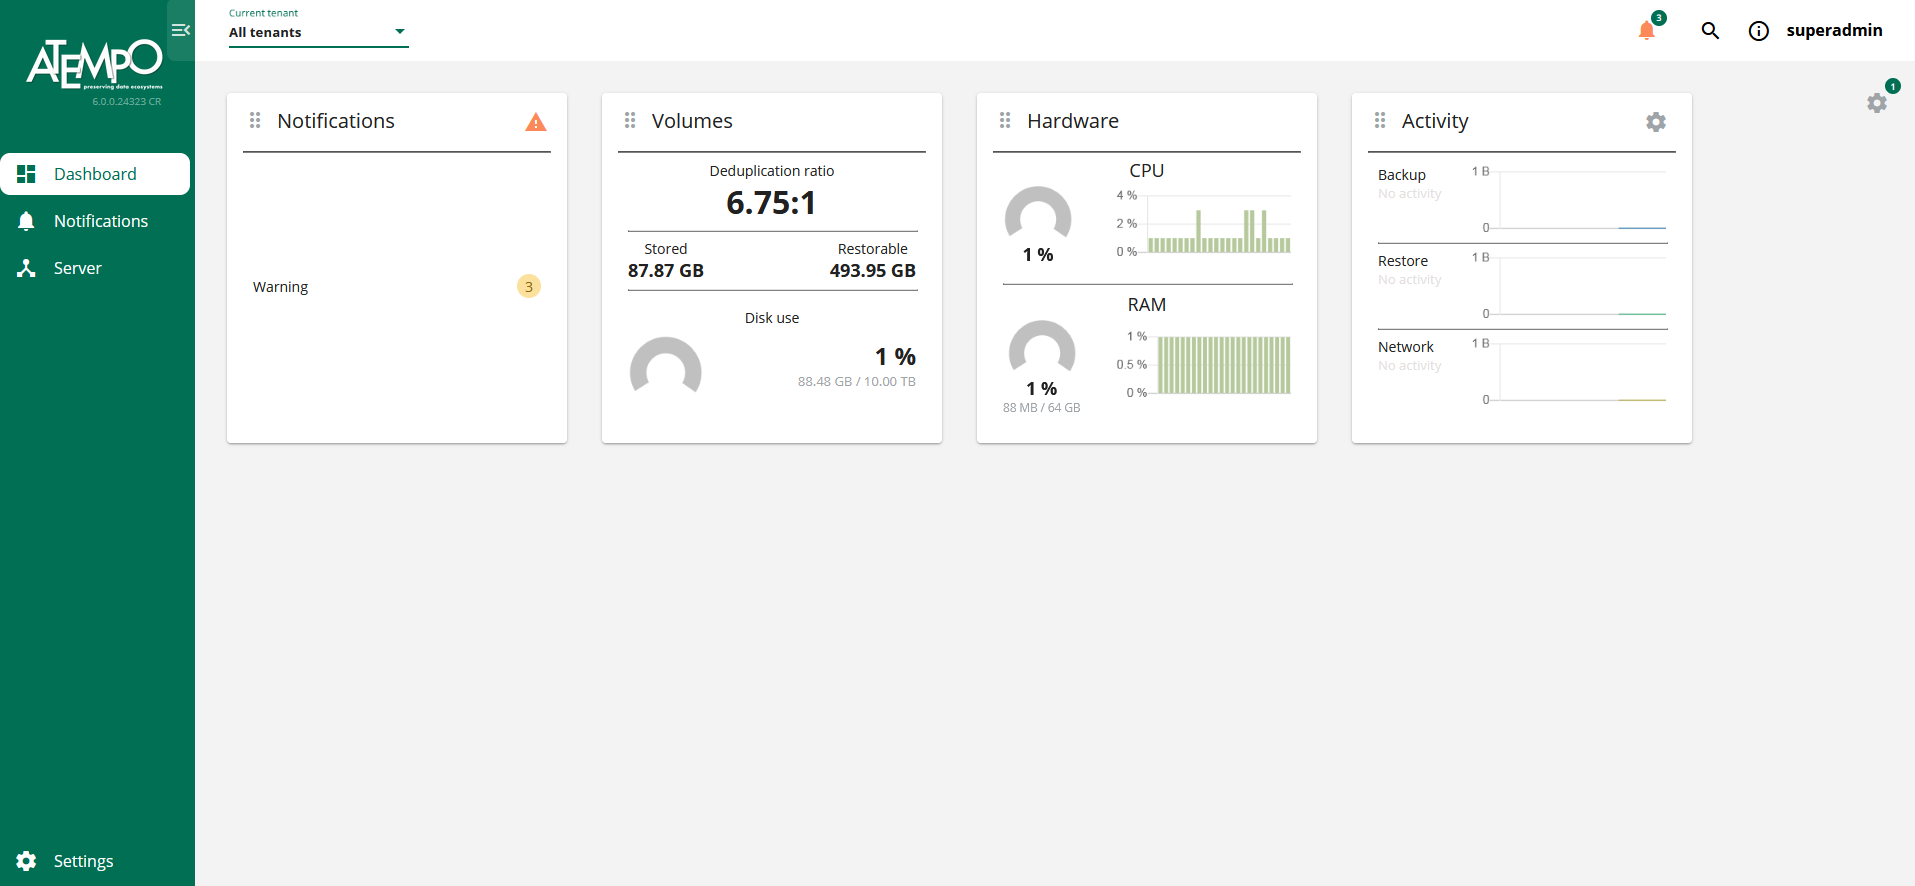 ATEMPO
preserving data ecosystems
6.0.0.24323 CR
Dashboard
Notifications
Server
Settings
Current tenant
All tenants
3
superadmin
1
Notifications
Warning
3
Volumes
Deduplication ratio
6.75:1
Stored
Restorable
87.87 GB
493.95 GB
Disk use
1 %
88.48 GB / 10.00 TB
Hardware
CPU
4 %
2 %
0 %
1 %
RAM
1 %
0.5 %
0 %
1 %
88 MB / 64 GB
Activity
Backup
No activity
1 B
0
Restore
No activity
1 B
0
Network
No activity
1 B
0